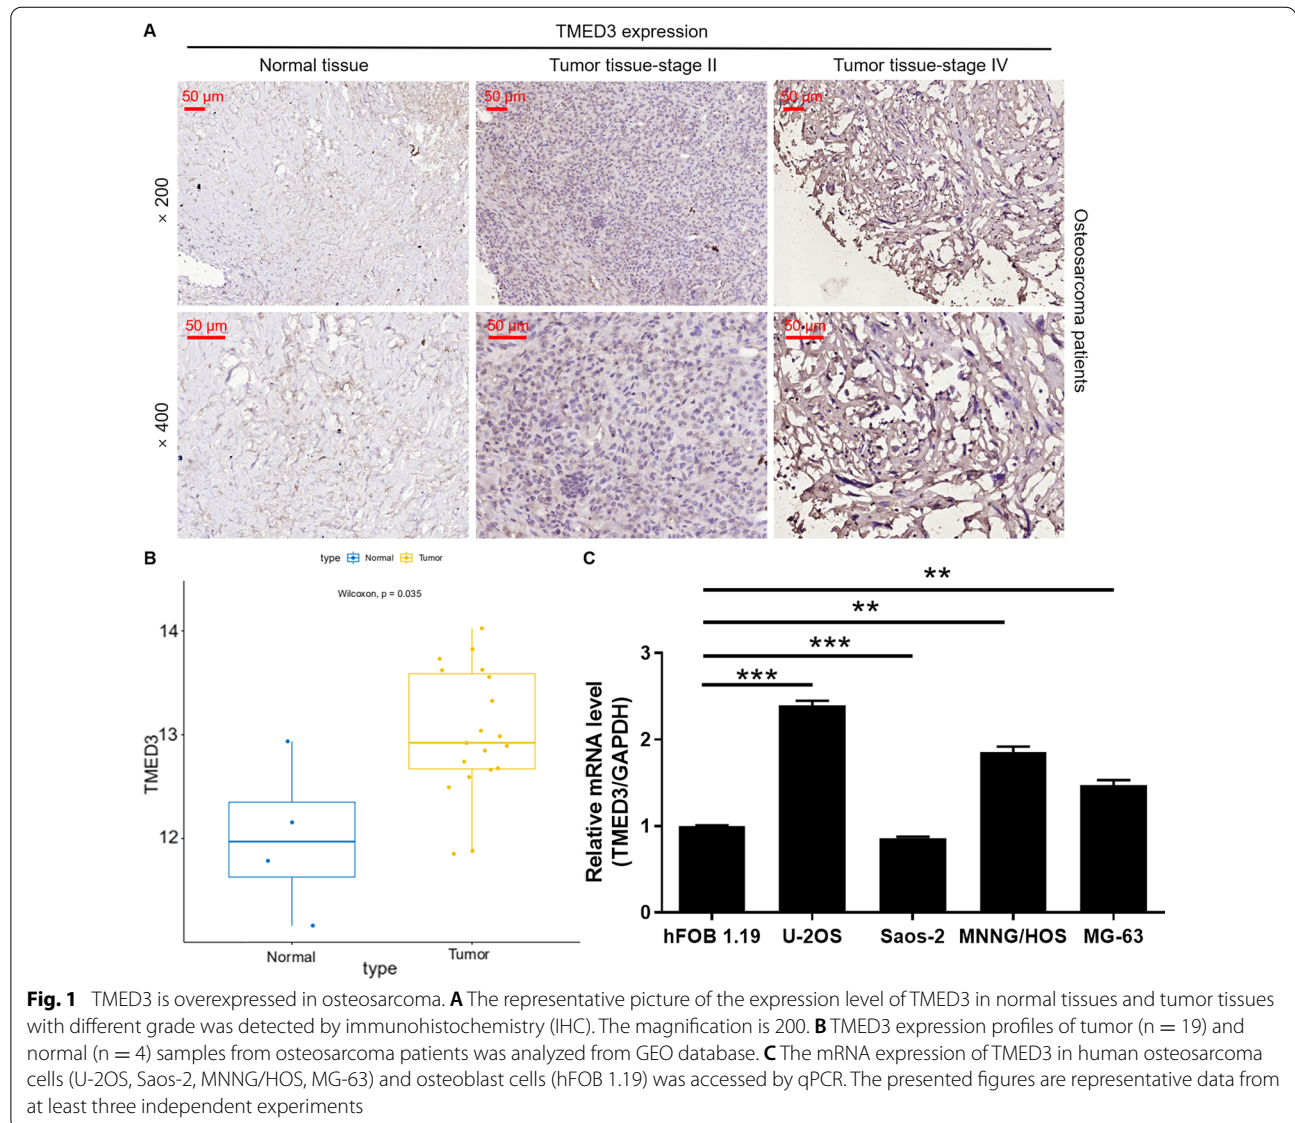 A
TMED3 expression
Normal tissue
Tumor tissue-stage II
Tumor tissue-stage IV
50 µm
50 µm
50 µm
× 200
50 µm
50 µm
50 µm
× 400
Osteosarcoma patients
B
type Normal Tumor
Wilcoxon, p = 0.035
TMED3
14
13
12
Normal
Tumor
type
C
**
**
***
***
Relative mRNA level
(TMED3/GAPDH)
3
2
1
0
hFOB 1.19 U-2OS Saos-2 MNNG/HOS MG-63
Fig. 1 TMED3 is overexpressed in osteosarcoma. A The representative picture of the expression level of TMED3 in normal tissues and tumor tissues
with different grade was detected by immunohistochemistry (IHC). The magnification is 200. B TMED3 expression profiles of tumor (n = 19) and
normal (n = 4) samples from osteosarcoma patients was analyzed from GEO database. C The mRNA expression of TMED3 in human osteosarcoma
cells (U-2OS, Saos-2, MNNG/HOS, MG-63) and osteoblast cells (hFOB 1.19) was accessed by qPCR. The presented figures are representative data from
at least three independent experiments